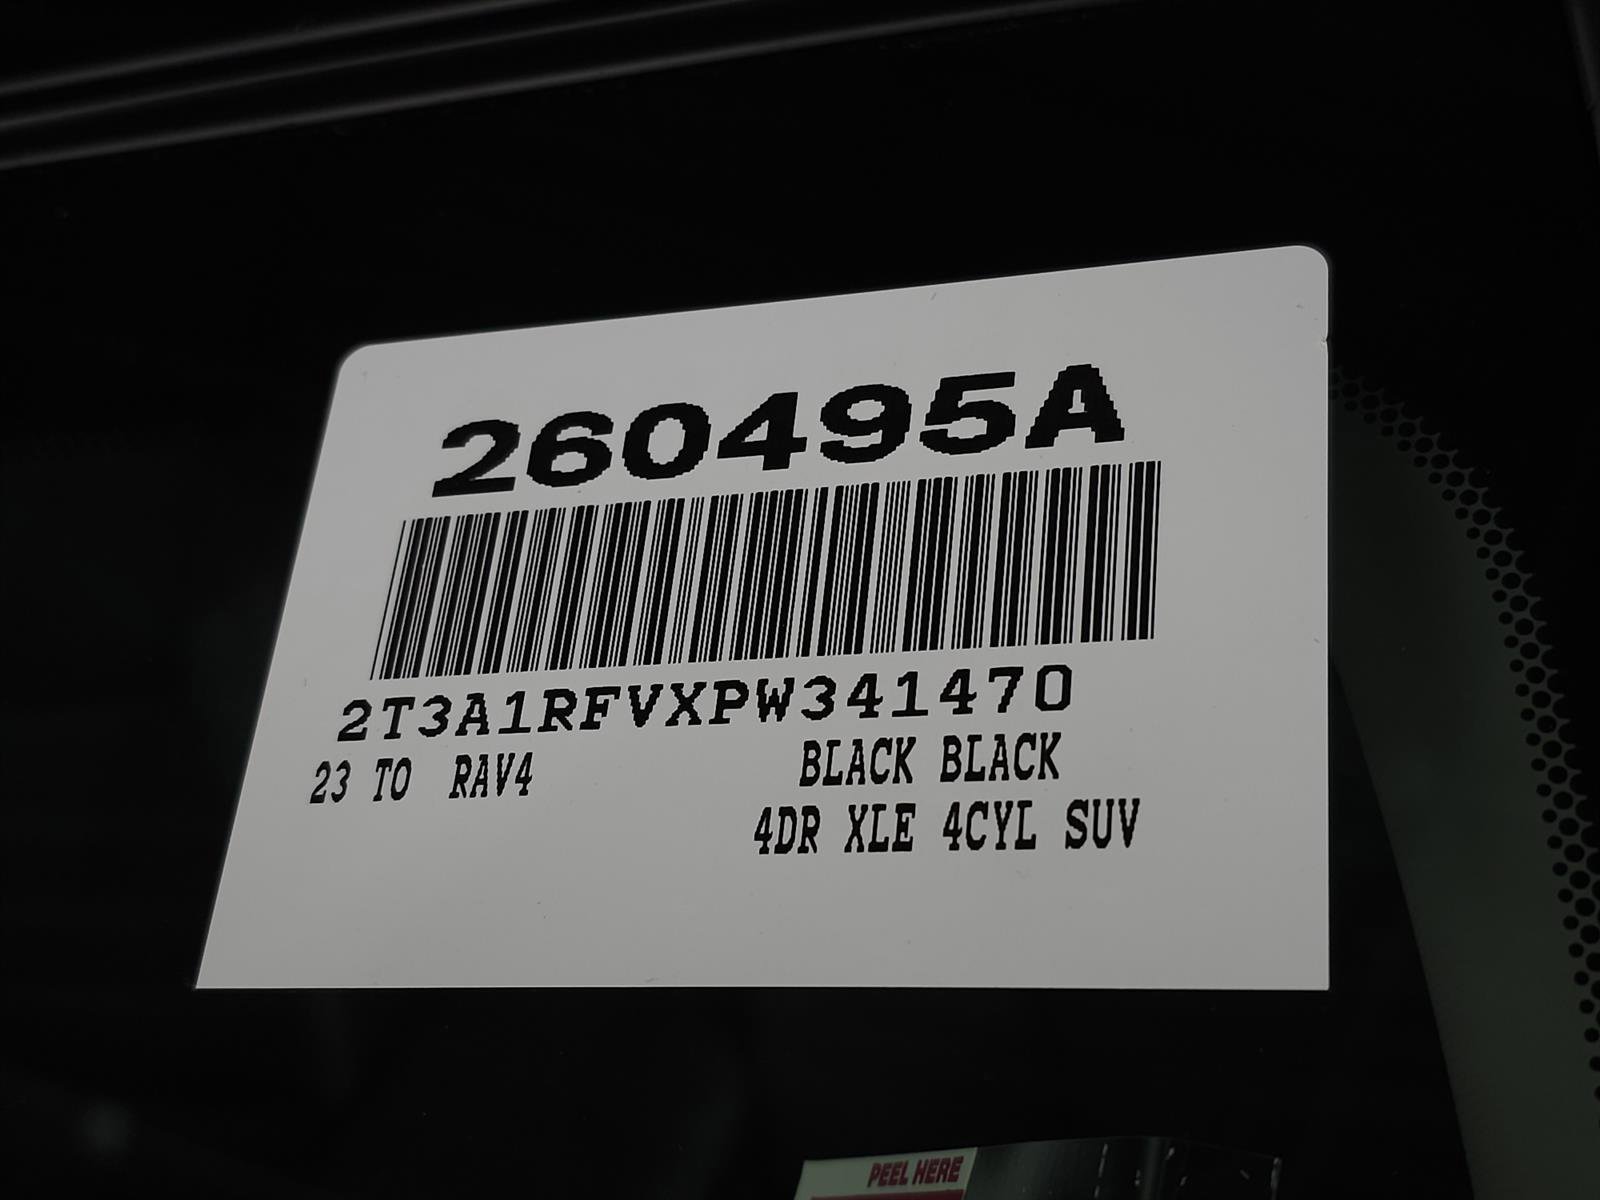 260495A
2T3A1RFVXPW341470
23 TO RAV4 BLACK BLACK
4DR XLE 4CYL SUV
PEEL HERE